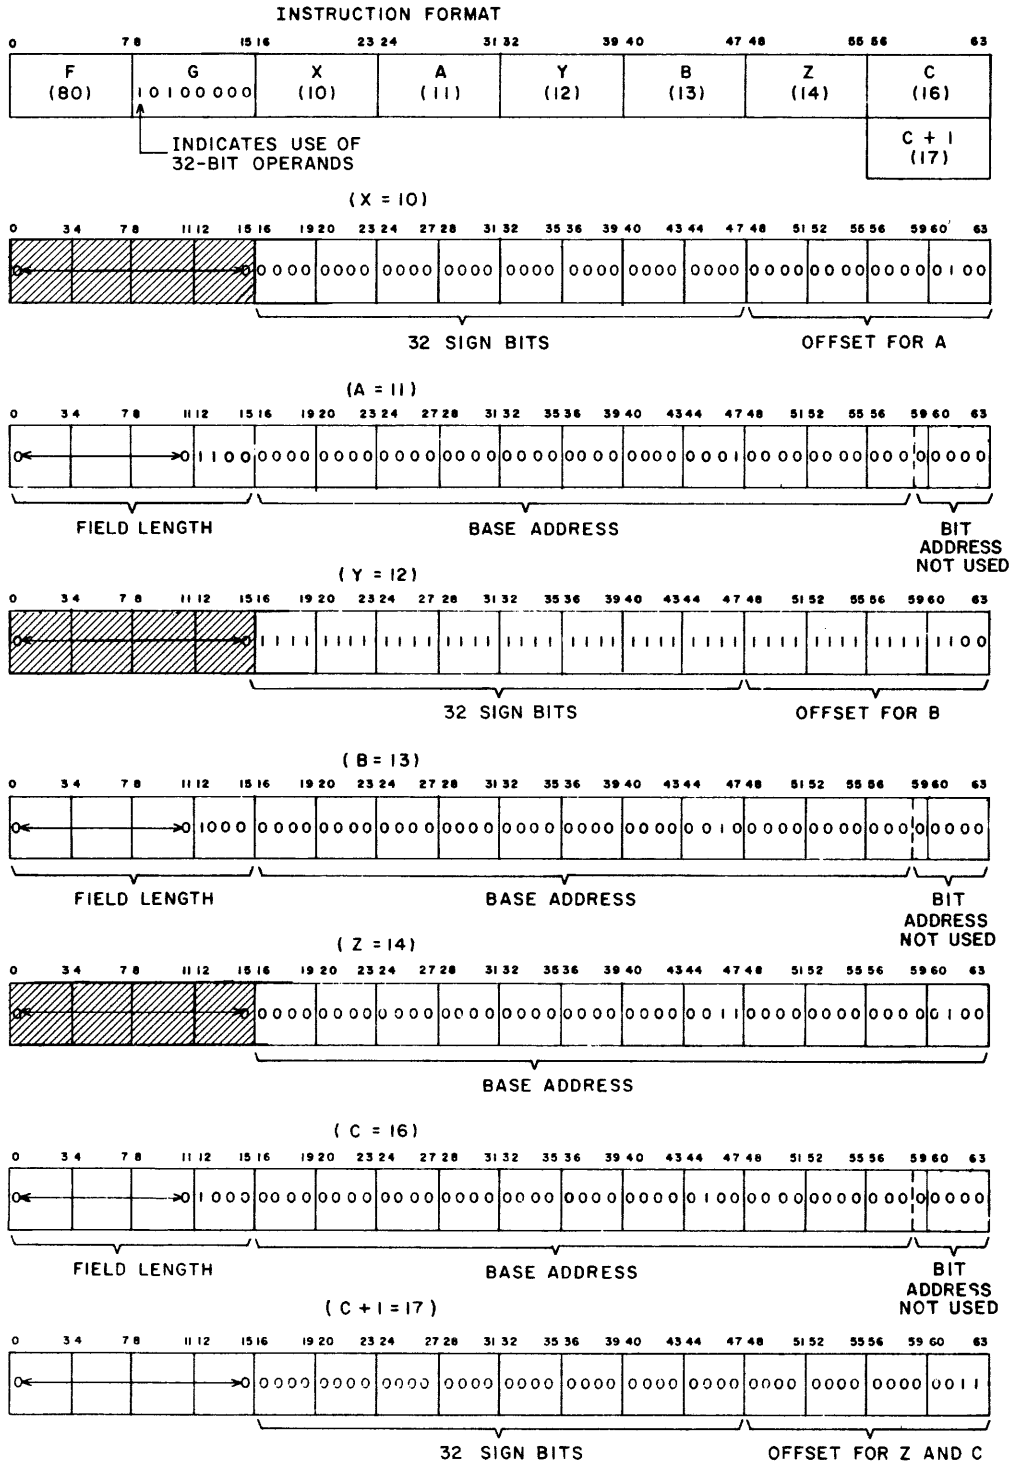 INSTRUCTION FORMAT
0 7 8 15 16 23 24 31 32 39 40 47 48 55 56 63
F G X A Y B Z C
(80) 10100000 (10) (11) (12) (13) (14) (16)
INDICATES USE OF
32-BIT OPERANDS
C + 1
(17)
(X = 10)
0 3 4 7 8 11 12 15 16 19 20 23 24 27 28 31 32 35 36 39 40 43 44 47 48 51 52 55 56 59 60 63
0 0 0000 0000 0000 0000 0000 0000 0000 0000 0000 0000 0000 0100
32 SIGN BITS OFFSET FOR A
(A = 11)
0 3 4 7 8 11 12 15 16 19 20 23 24 27 28 31 32 35 36 39 40 43 44 47 48 51 52 55 56 59 60 63
0 0 1100 0000 0000 0000 0000 0000 0000 0000 0001 0000 0000 000 0 0000
FIELD LENGTH BASE ADDRESS BIT
ADDRESS
NOT USED
(Y = 12)
0 3 4 7 8 11 12 15 16 19 20 23 24 27 28 31 32 35 36 39 40 43 44 47 48 51 52 55 56 59 60 63
0 0 1111 1111 1111 1111 1111 1111 1111 1111 1111 1111 1111 1100
32 SIGN BITS OFFSET FOR B
(B = 13)
0 3 4 7 8 11 12 15 16 19 20 23 24 27 28 31 32 35 36 39 40 43 44 47 48 51 52 55 56 59 60 63
0 0 1000 0000 0000 0000 0000 0000 0000 0000 0010 0000 0000 000 0 0000
FIELD LENGTH BASE ADDRESS BIT
ADDRESS
NOT USED
(Z = 14)
0 3 4 7 8 11 12 15 16 19 20 23 24 27 28 31 32 35 36 39 40 43 44 47 48 51 52 55 56 59 60 63
0 0 0000 0000 0000 0000 0000 0000 0000 0011 0000 0000 0000 0100
BASE ADDRESS
(C = 16)
0 3 4 7 8 11 12 15 16 19 20 23 24 27 28 31 32 35 36 39 40 43 44 47 48 51 52 55 56 59 60 63
0 0 1000 0000 0000 0000 0000 0000 0000 0000 0100 0000 0000 000 0 0000
FIELD LENGTH BASE ADDRESS BIT
ADDRESS
NOT USED
(C + 1 = 17)
0 3 4 7 8 11 12 15 16 19 20 23 24 27 28 31 32 35 36 39 40 43 44 47 48 51 52 55 56 59 60 63
0 0 0000 0000 0000 0000 0000 0000 0000 0000 0000 0000 0000 0011
32 SIGN BITS OFFSET FOR Z AND C